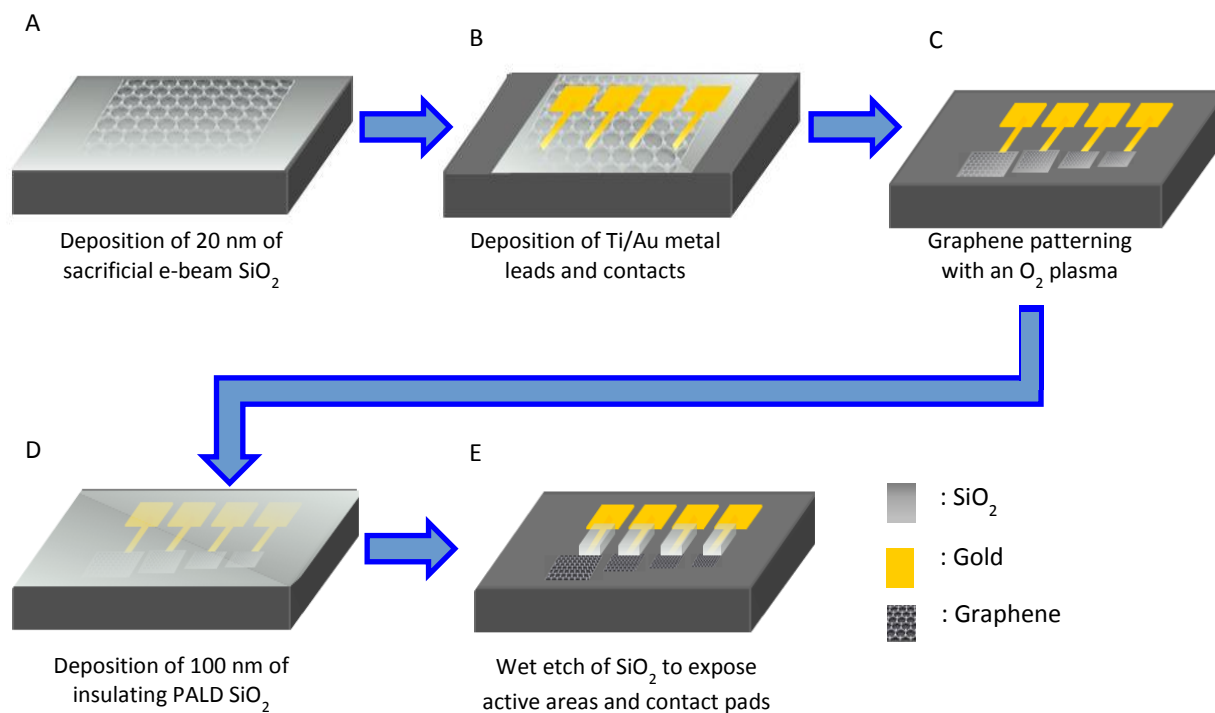 A
B
C
Deposition of 20 nm of
sacrificial e-beam SiO₂
Deposition of Ti/Au metal
leads and contacts
Graphene patterning
with an O₂ plasma
D
E
Deposition of 100 nm of
insulating PALD SiO₂
Wet etch of SiO₂ to expose
active areas and contact pads
: SiO₂
: Gold
: Graphene